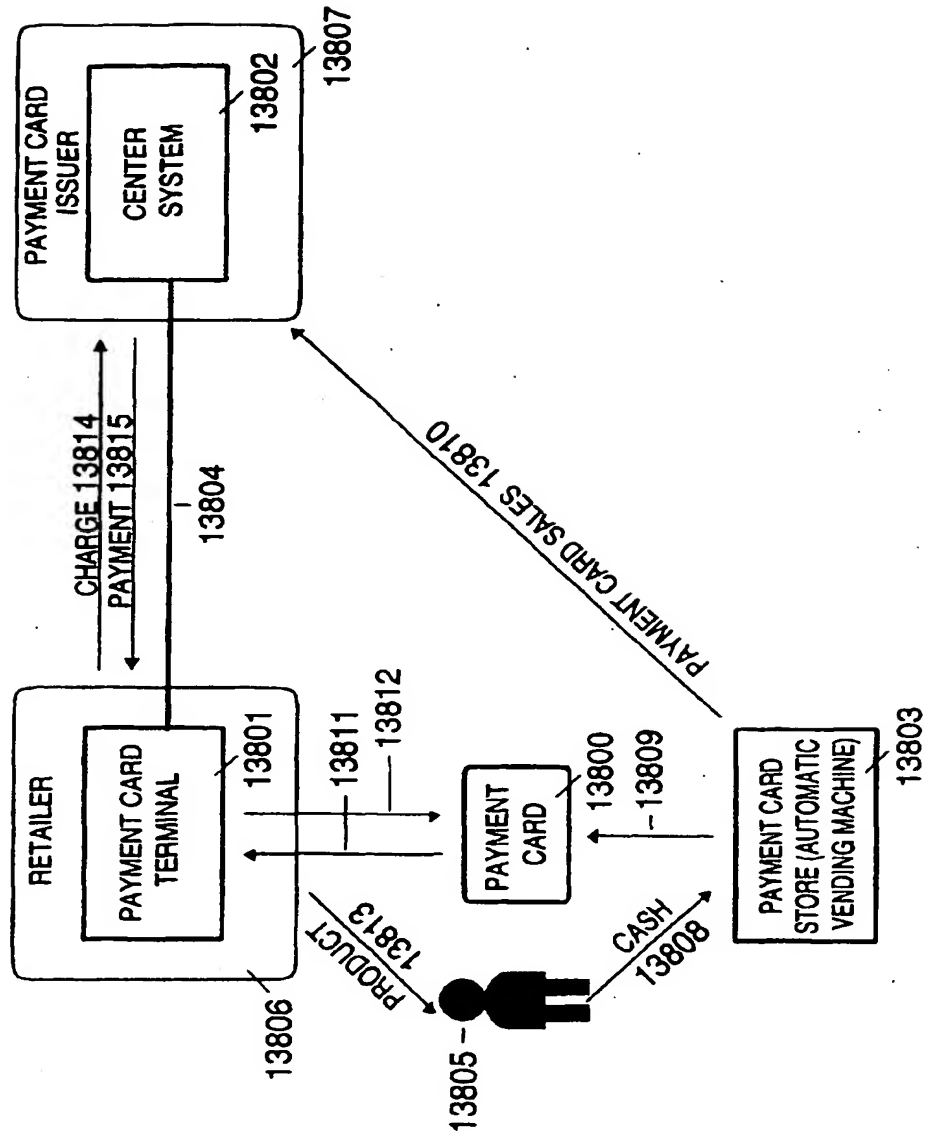 RETAILER
PAYMENT CARD
TERMINAL
13801
13806
CHARGE 13814
PAYMENT 13815
13804
PAYMENT CARD
ISSUER
CENTER
SYSTEM
13802
13807
PRODUCT
13813
13811
13812
13805
PAYMENT
CARD
13800
13809
CASH
13808
PAYMENT CARD SALES 13810
PAYMENT CARD
STORE (AUTOMATIC
VENDING MACHINE)
13803